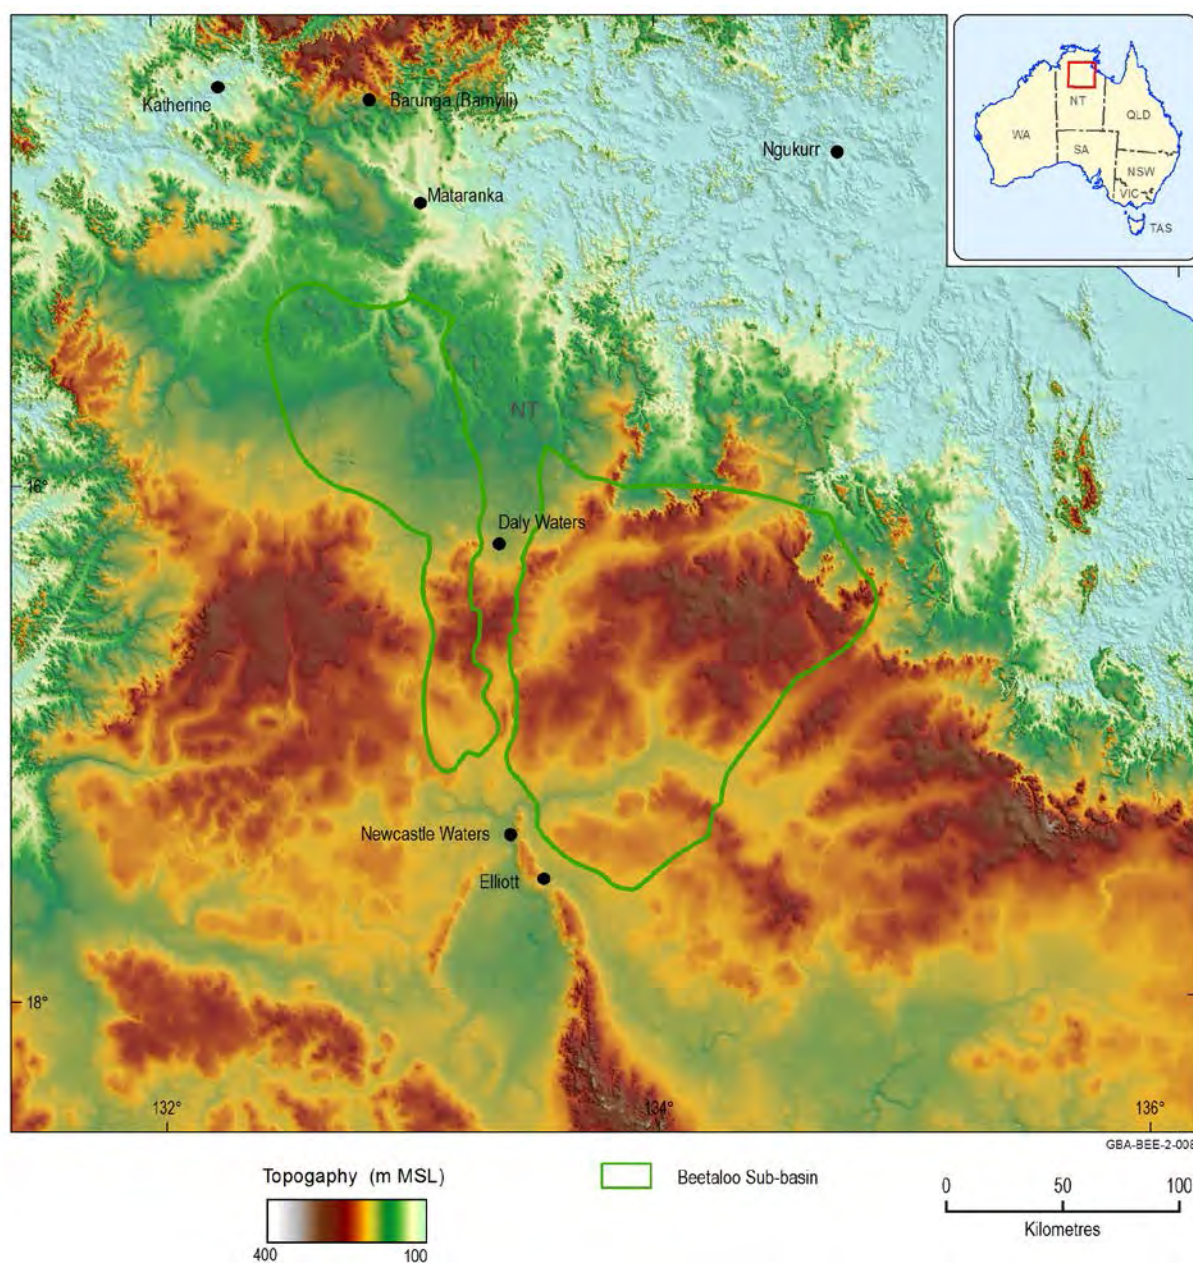 Katherine
Barunga (Bamyili)
Ngukurr
Mataranka
WA
NT
QLD
SA
NSW
VIC
TAS
NT
16°
Daly Waters
Newcastle Waters
Elliott
18°
132°
134°
136°
GBA-BEE-2-008
Topogaphy (m MSL)
400
100
Beetaloo Sub-basin
0
50
100
Kilometres